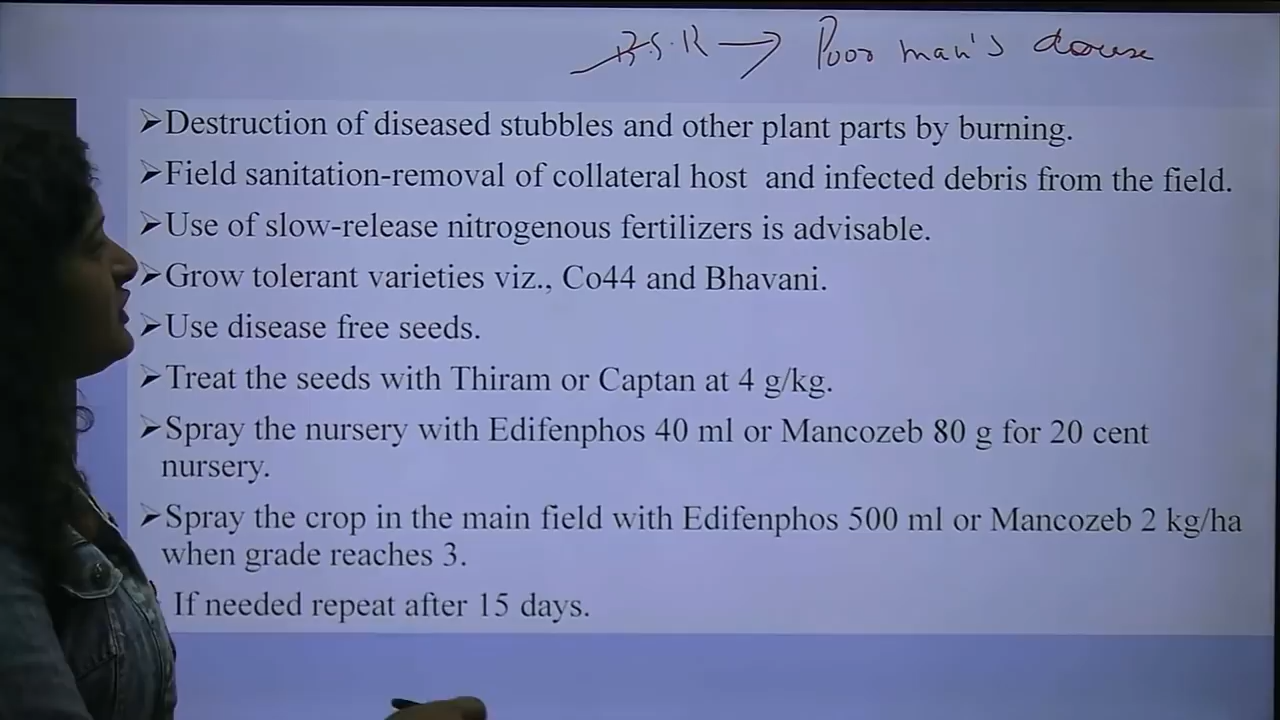 B.S.R → Poor man's douse
➢Destruction of diseased stubbles and other plant parts by burning.
➢Field sanitation-removal of collateral host and infected debris from the field.
➢Use of slow-release nitrogenous fertilizers is advisable.
➢Grow tolerant varieties viz., Co44 and Bhavani.
➢Use disease free seeds.
➢Treat the seeds with Thiram or Captan at 4 g/kg.
➢Spray the nursery with Edifenphos 40 ml or Mancozeb 80 g for 20 cent
nursery.
➢Spray the crop in the main field with Edifenphos 500 ml or Mancozeb 2 kg/ha
when grade reaches 3.
If needed repeat after 15 days.